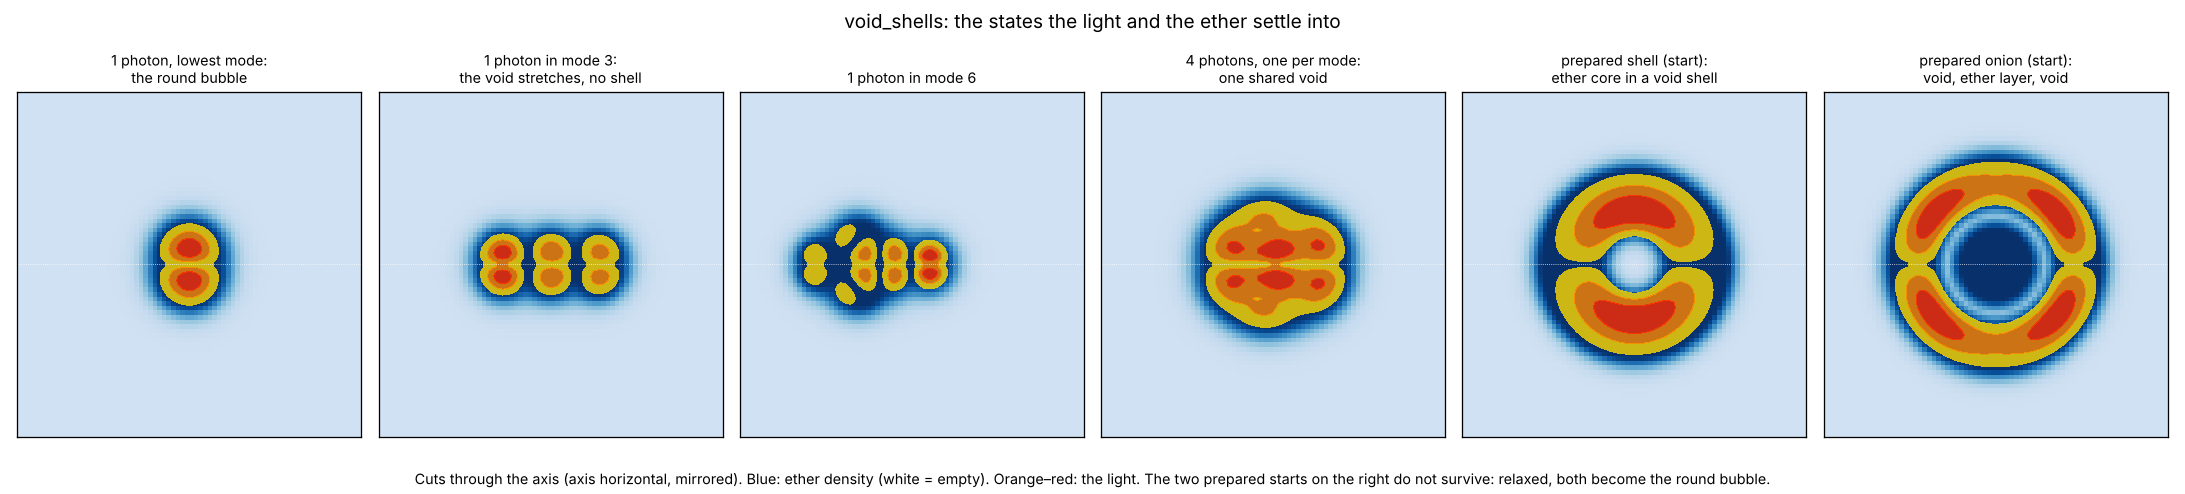 void_shells: the states the light and the ether settle into
1 photon, lowest mode:
the round bubble
1 photon in mode 3:
the void stretches, no shell
1 photon in mode 6
4 photons, one per mode:
one shared void
prepared shell (start):
ether core in a void shell
prepared onion (start):
void, ether layer, void
Cuts through the axis (axis horizontal, mirrored). Blue: ether density (white = empty). Orange–red: the light. The two prepared starts on the right do not survive: relaxed, both become the round bubble.